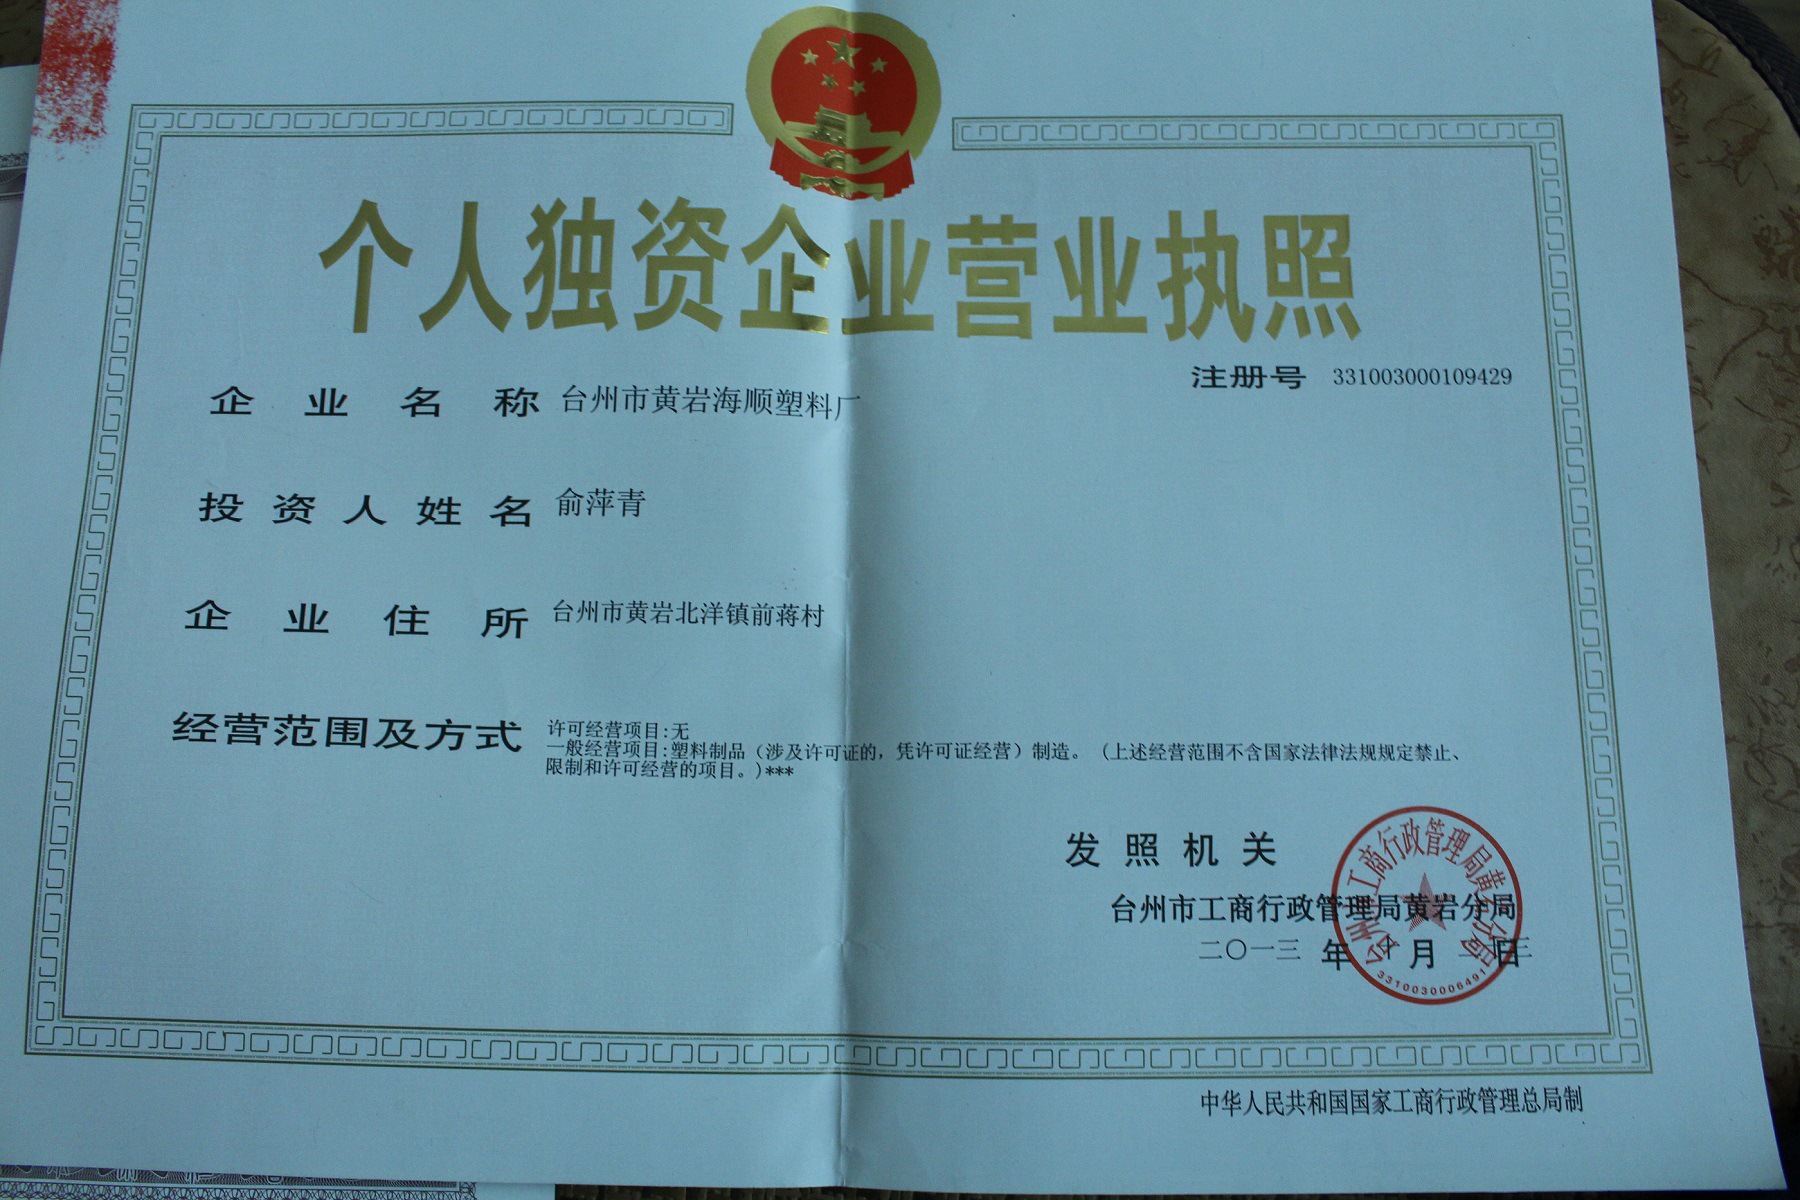 个人独资企业营业执照
注册号 331003000109429
企业名称 台州市黄岩海顺塑料厂
投资人姓名 俞萍青
企业住所 台州市黄岩北洋镇前蒋村
经营范围及方式 许可经营项目:无
一般经营项目:塑料制品（涉及许可证的，凭许可证经营）制造。（上述经营范围不含国家法律法规规定禁止、
限制和许可经营的项目。)***
发照机关
台州市工商行政管理局黄岩分局
二〇一三年 月 日
3310030006491
中华人民共和国国家工商行政管理总局制